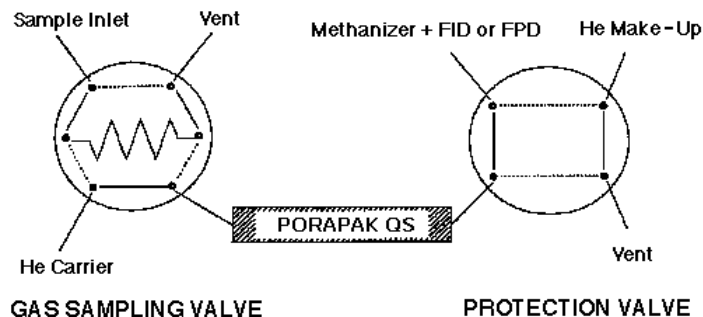 Sample Inlet
Vent
Methanizer + FID or FPD
He Make-Up
PORAPAK QS
He Carrier
Vent
GAS SAMPLING VALVE
PROTECTION VALVE